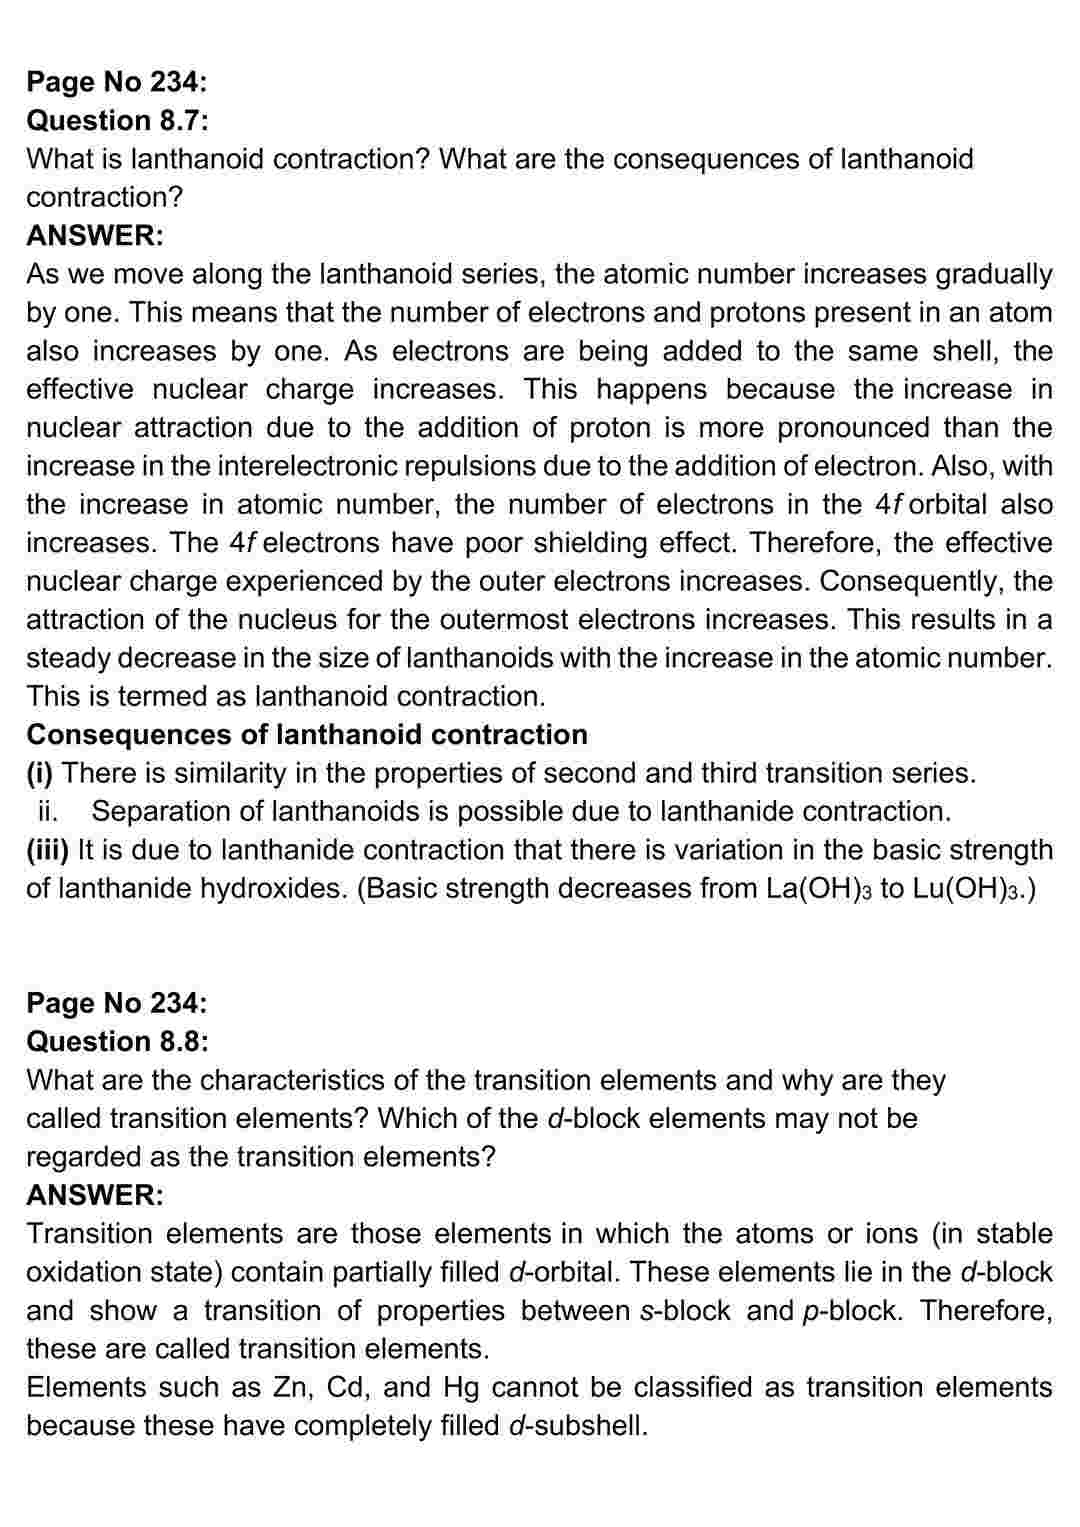 Page No 234:
Question 8.7:
What is lanthanoid contraction? What are the consequences of lanthanoid
contraction?
ANSWER:
As we move along the lanthanoid series, the atomic number increases gradually
by one. This means that the number of electrons and protons present in an atom
also increases by one. As electrons are being added to the same shell, the
effective nuclear charge increases. This happens because the increase in
nuclear attraction due to the addition of proton is more pronounced than the
increase in the interelectronic repulsions due to the addition of electron. Also, with
the increase in atomic number, the number of electrons in the 4f orbital also
increases. The 4f electrons have poor shielding effect. Therefore, the effective
nuclear charge experienced by the outer electrons increases. Consequently, the
attraction of the nucleus for the outermost electrons increases. This results in a
steady decrease in the size of lanthanoids with the increase in the atomic number.
This is termed as lanthanoid contraction.
Consequences of lanthanoid contraction
(i) There is similarity in the properties of second and third transition series.
ii. Separation of lanthanoids is possible due to lanthanide contraction.
(iii) It is due to lanthanide contraction that there is variation in the basic strength
of lanthanide hydroxides. (Basic strength decreases from La(OH)3 to Lu(OH)3.)
Page No 234:
Question 8.8:
What are the characteristics of the transition elements and why are they
called transition elements? Which of the d-block elements may not be
regarded as the transition elements?
ANSWER:
Transition elements are those elements in which the atoms or ions (in stable
oxidation state) contain partially filled d-orbital. These elements lie in the d-block
and show a transition of properties between s-block and p-block. Therefore,
these are called transition elements.
Elements such as Zn, Cd, and Hg cannot be classified as transition elements
because these have completely filled d-subshell.